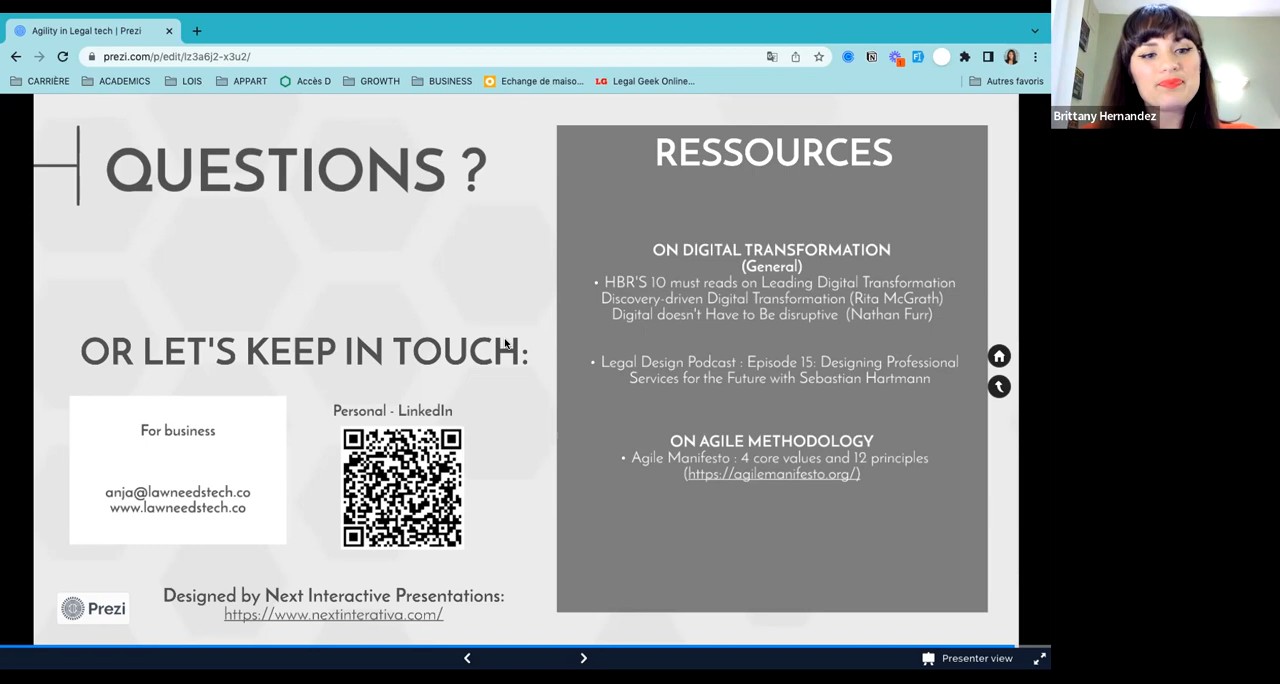 Agility in Legal tech | Prezi
prezi.com/p/edit/lz3a6j2-x3u2/
CARRIÈRE ACADEMICS LOIS APPART Accès D GROWTH BUSINESS Echange de maiso... LG Legal Geek Online... Autres favoris
Brittany Hernandez
QUESTIONS ?
OR LET'S KEEP IN TOUCH:
For business
anja@lawneedstech.co
www.lawneedstech.co
Personal - LinkedIn
Prezi
Designed by Next Interactive Presentations:
https://www.nextinterativa.com/
RESSOURCES
ON DIGITAL TRANSFORMATION
(General)
• HBR'S 10 must reads on Leading Digital Transformation
Discovery-driven Digital Transformation (Rita McGrath)
Digital doesn't Have to Be disruptive (Nathan Furr)
• Legal Design Podcast : Episode 15: Designing Professional
Services for the Future with Sebastian Hartmann
ON AGILE METHODOLOGY
• Agile Manifesto : 4 core values and 12 principles
(https://agilemanifesto.org/)
Presenter view